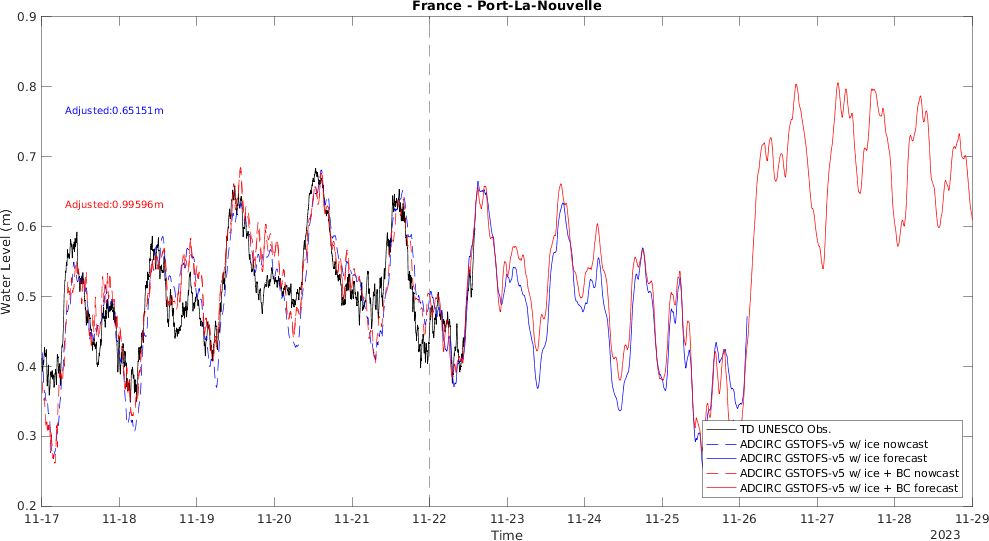 France - Port-La-Nouvelle
0.9
0.8
0.7
0.6
0.5
0.4
0.3
0.2
Water Level (m)
Adjusted:0.65151m
Adjusted:0.99596m
TD UNESCO Obs.
ADCIRC GSTOFS-v5 w/ ice nowcast
ADCIRC GSTOFS-v5 w/ ice forecast
ADCIRC GSTOFS-v5 w/ ice + BC nowcast
ADCIRC GSTOFS-v5 w/ ice + BC forecast
11-17 11-18 11-19 11-20 11-21 11-22 11-23 11-24 11-25 11-26 11-27 11-28 11-29
Time
2023